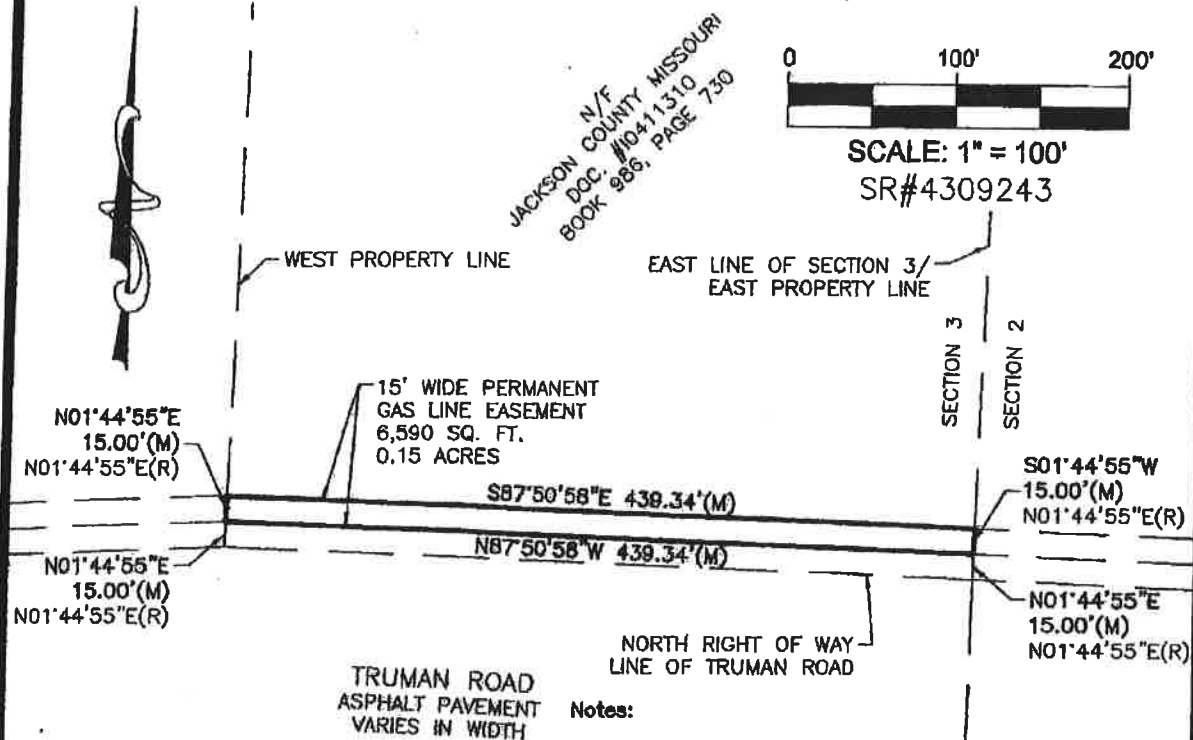 N/F
JACKSON COUNTY MISSOURI
DOC. #I0411310
BOOK 986, PAGE 730
0 100' 200'
SCALE: 1" = 100'
SR#4309243
WEST PROPERTY LINE
EAST LINE OF SECTION 3/
EAST PROPERTY LINE
SECTION 3
SECTION 2
15' WIDE PERMANENT
GAS LINE EASEMENT
6,590 SQ. FT.
0.15 ACRES
N01°44'55"E
15.00'(M)
N01°44'55"E(R)
S87°50'58"E 439.34'(M)
S01°44'55"W
15.00'(M)
N01°44'55"E(R)
N87°50'58"W 439.34'(M)
N01°44'55"E
15.00'(M)
N01°44'55"E(R)
N01°44'55"E
15.00'(M)
N01°44'55"E(R)
NORTH RIGHT OF WAY
LINE OF TRUMAN ROAD
TRUMAN ROAD
ASPHALT PAVEMENT
VARIES IN WIDTH
Notes: